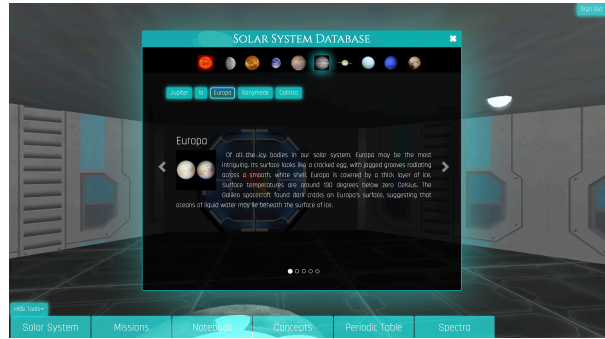 Sign Out
SOLAR SYSTEM DATABASE ✖
Jupiter Io Europa Ganymede Callisto
Europa
Of all the icy bodies in our solar system, Europa may be the most
intriguing. Its surface looks like a cracked egg, with jagged grooves radiating
across a smooth, white shell. Europa is covered by a thick layer of ice.
Surface temperatures are around 130 degrees below zero Celsius. The
Galileo spacecraft found dark cracks on Europa's surface, suggesting that
oceans of liquid water may lie beneath the surface of ice.
Hide Tools
Solar System Missions Notebook Concepts Periodic Table Spectra